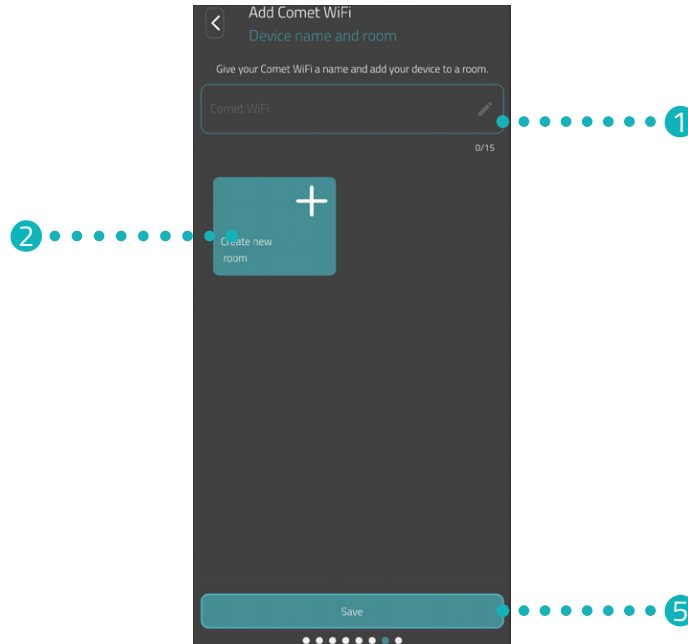 Add Comet WiFi
Device name and room
Give your Comet WiFi a name and add your device to a room.
Comet WiFi
1
0/15
2
Create new
room
Save
5